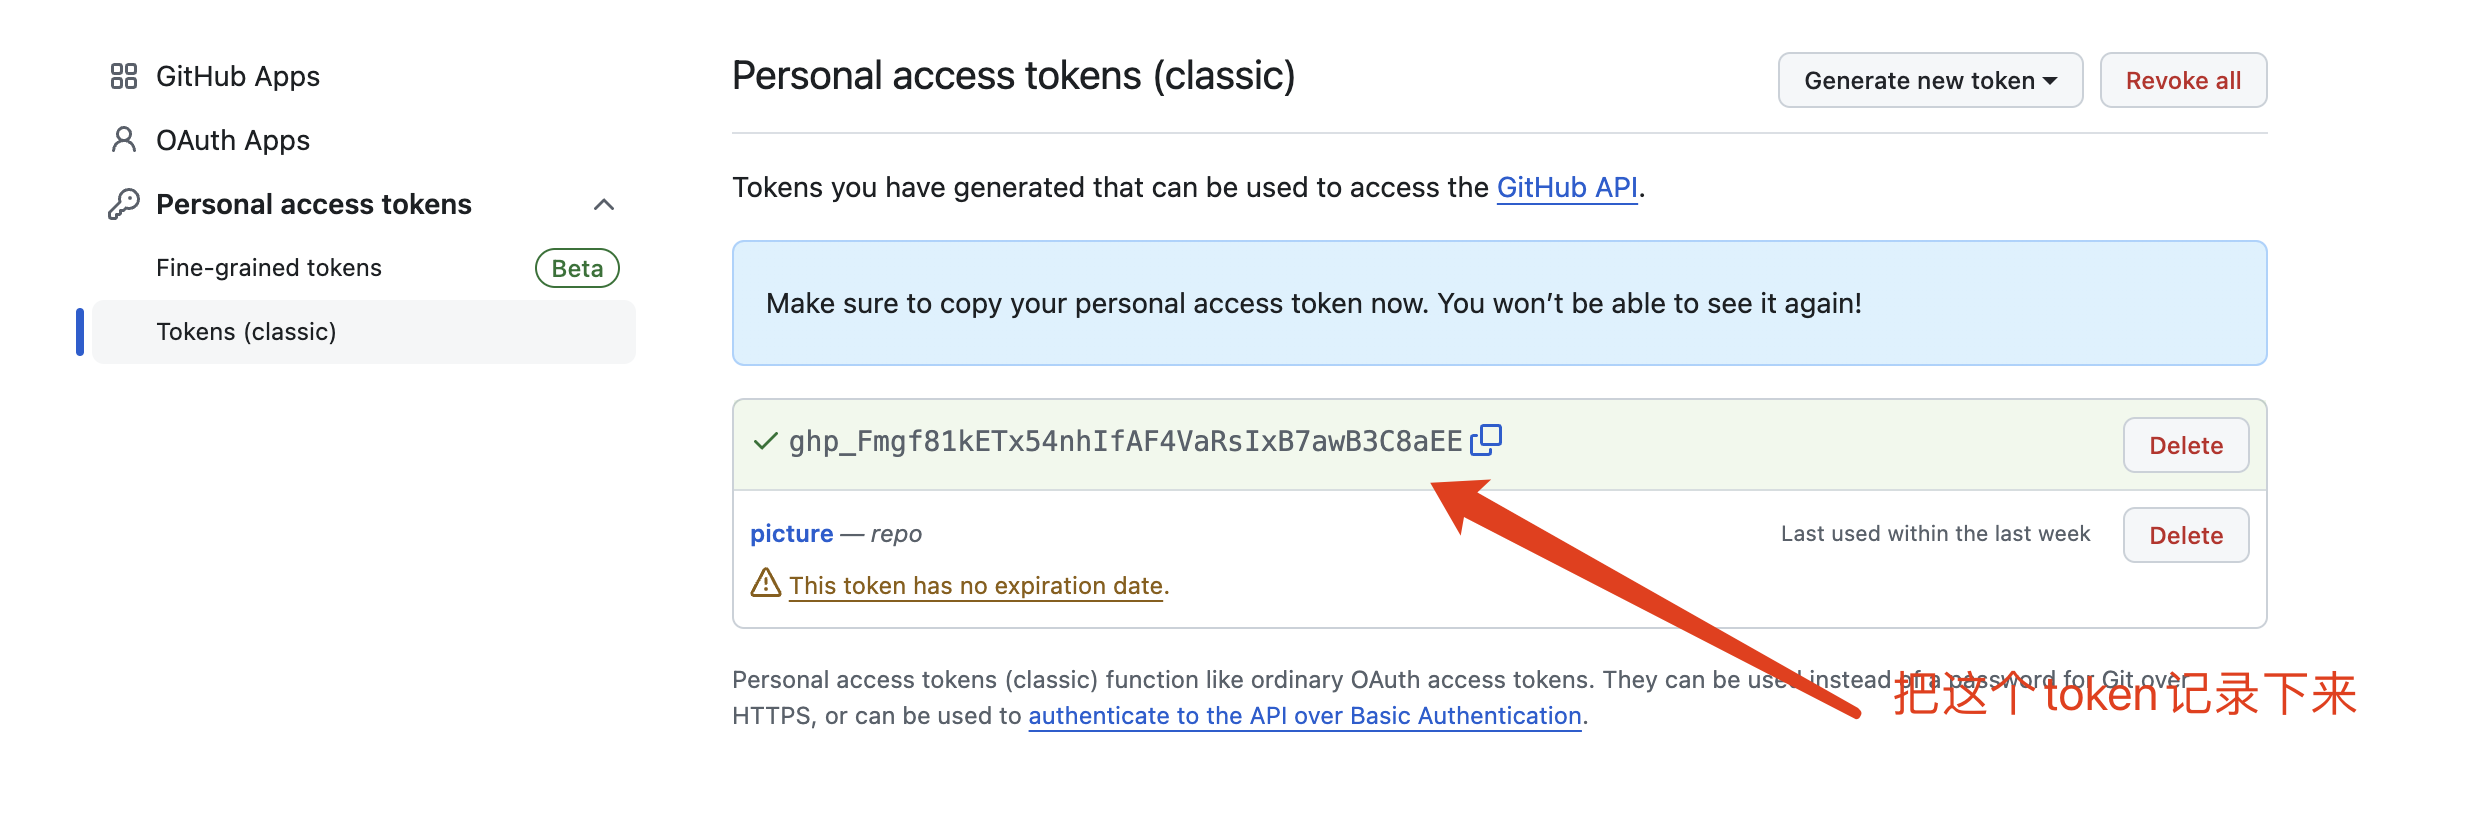 GitHub Apps
OAuth Apps
Personal access tokens
Fine-grained tokens Beta
Tokens (classic)
Personal access tokens (classic)
Generate new token
Revoke all
Tokens you have generated that can be used to access the GitHub API.
Make sure to copy your personal access token now. You won’t be able to see it again!
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
Delete
picture — repo
Last used within the last week
Delete
This token has no expiration date.
Personal access tokens (classic) function like ordinary OAuth access tokens. They can be used instead of a password for Git over
HTTPS, or can be used to authenticate to the API over Basic Authentication.
把这个token记录下来